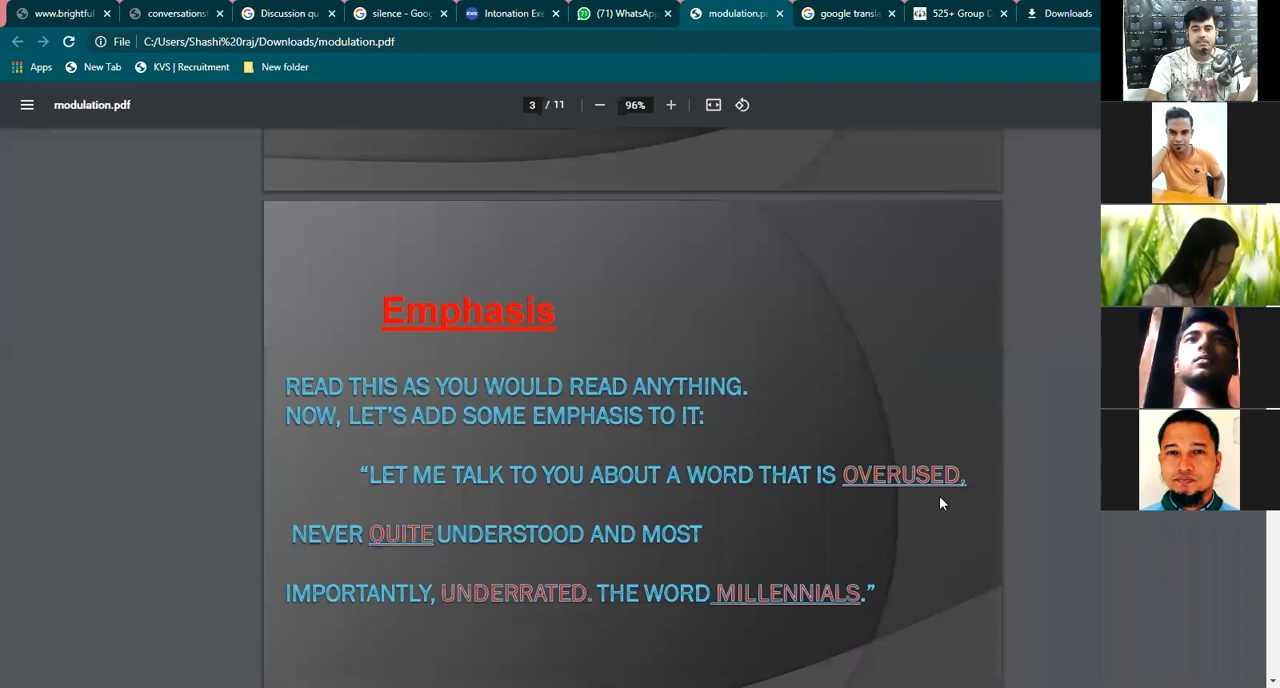 www.brightful
conversationst
Discussion qu
silence - Goo
Intonation Exe
(71) WhatsApp
modulation.pd
google transla
525+ Group D
Downloads
File
C:/Users/Shashi%20raj/Downloads/modulation.pdf
Apps
New Tab
KVS | Recruitment
New folder
modulation.pdf
3 / 11
96%
Emphasis
READ THIS AS YOU WOULD READ ANYTHING.
NOW, LET'S ADD SOME EMPHASIS TO IT:
“LET ME TALK TO YOU ABOUT A WORD THAT IS OVERUSED,
NEVER QUITE UNDERSTOOD AND MOST
IMPORTANTLY, UNDERRATED. THE WORD MILLENNIALS.”